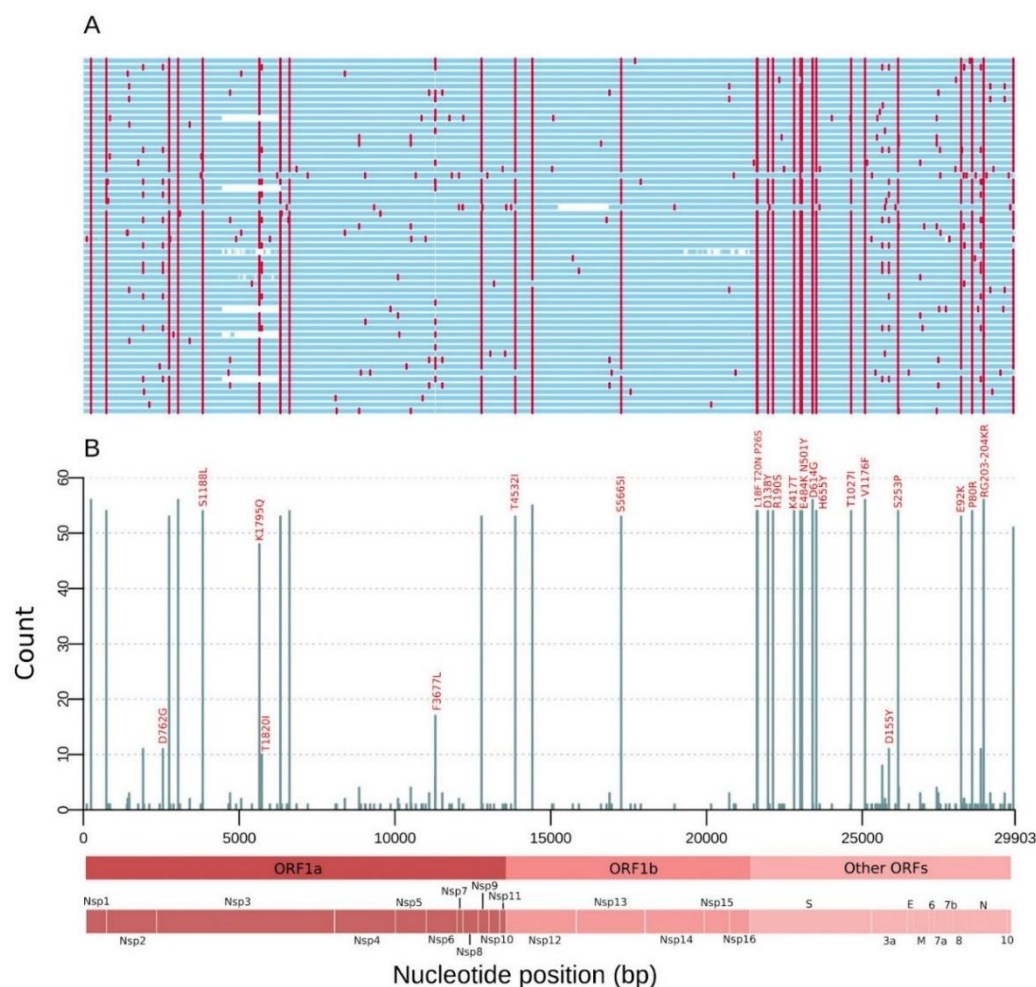 A
B
Count
60
50
40
30
20
10
0
D762G
S1188L
K1795Q
T1820I
F3677L
T4532I
S5665I
L18F T20N P26S
D138Y
R190S
K417T
E484K N501Y
D614G
H655Y
T1027I
V1176F
D155Y
S253P
E92K
P80R
RG203-204KR
0 5000 10000 15000 20000 25000 29903
ORF1a ORF1b Other ORFs
Nsp9
Nsp7 Nsp11
Nsp1 Nsp3 Nsp5 Nsp13 Nsp15 S E 6 7b N
Nsp2 Nsp4 Nsp6 Nsp10 Nsp12 Nsp14 Nsp16 3a M 7a 8 10
Nsp8
Nucleotide position (bp)